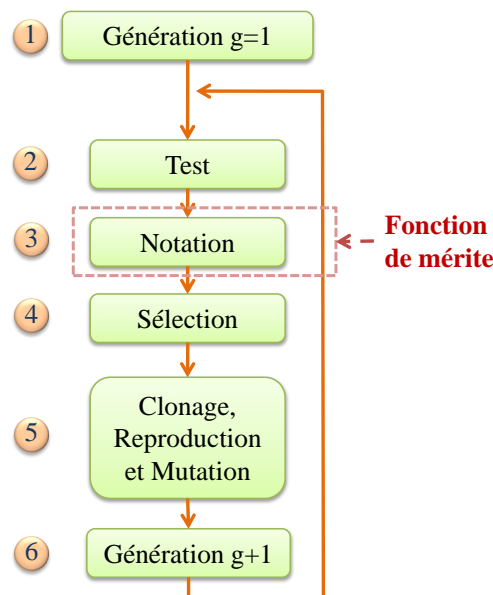 1
Génération g=1
2
Test
3
Notation
Fonction
de mérite
4
Sélection
5
Clonage,
Reproduction
et Mutation
6
Génération g+1